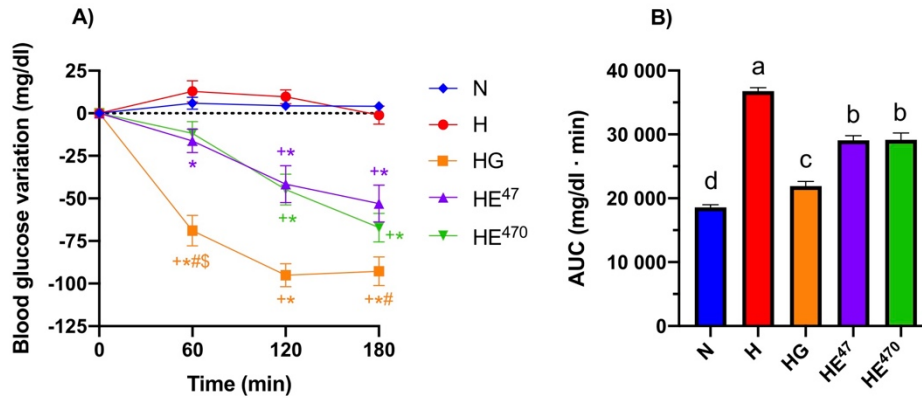 A)
Blood glucose variation (mg/dl)
25
0
-25
-50
-75
-100
-125
*
+*#$
+*
+*
+*
+*
+*
+*#
0
60
120
180
Time (min)
N
H
HG
HE⁴⁷
HE⁴⁷⁰
B)
AUC (mg/dl · min)
40 000
30 000
20 000
10 000
0
d
a
c
b
b
N
H
HG
HE⁴⁷
HE⁴⁷⁰